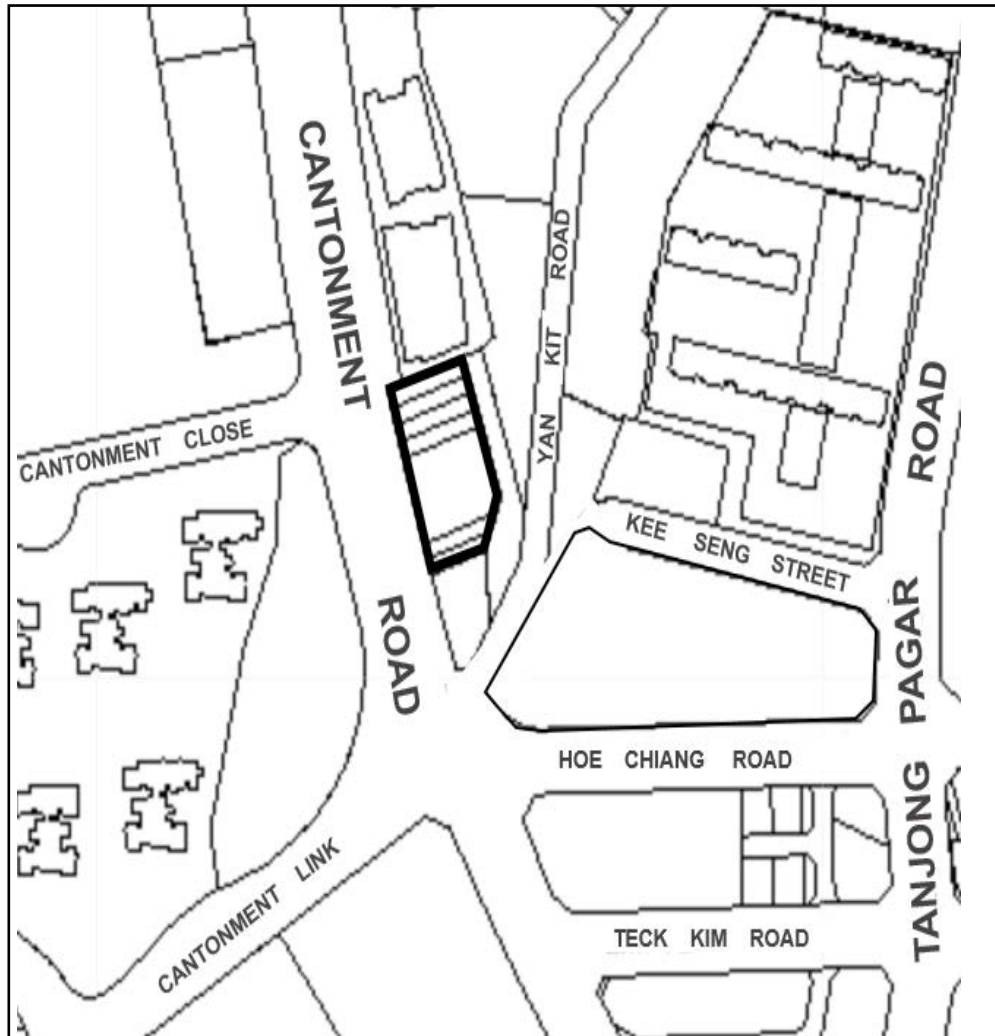 CANTONMENT
ROAD
YAN KIT ROAD
CANTONMENT CLOSE
KEE SENG STREET
HOE CHIANG ROAD
TECK KIM ROAD
CANTONMENT LINK
TANJONG PAGAR ROAD